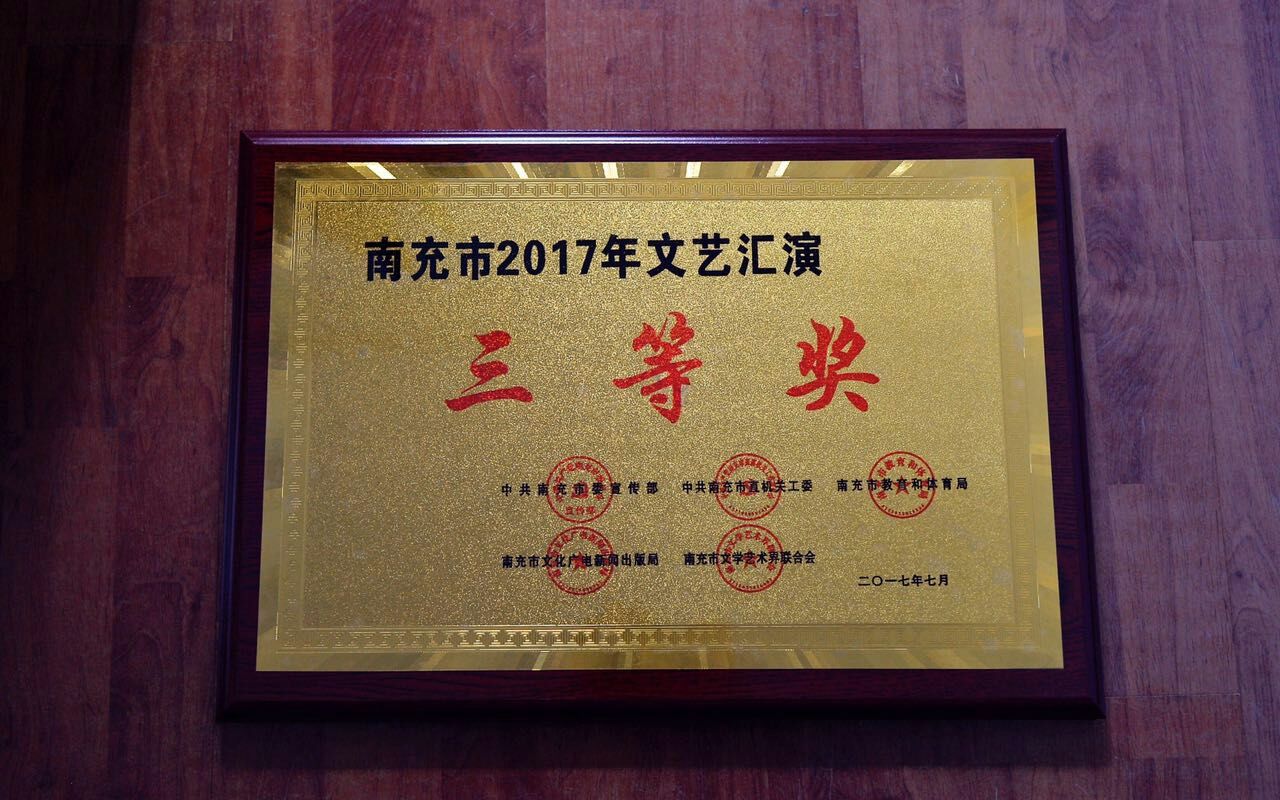 南充市2017年文艺汇演
三等奖
中共南充市委宣传部 中共南充市直机关工委 南充市教育和体育局
南充市文化广电新闻出版局 南充市文学艺术界联合会
二〇一七年七月